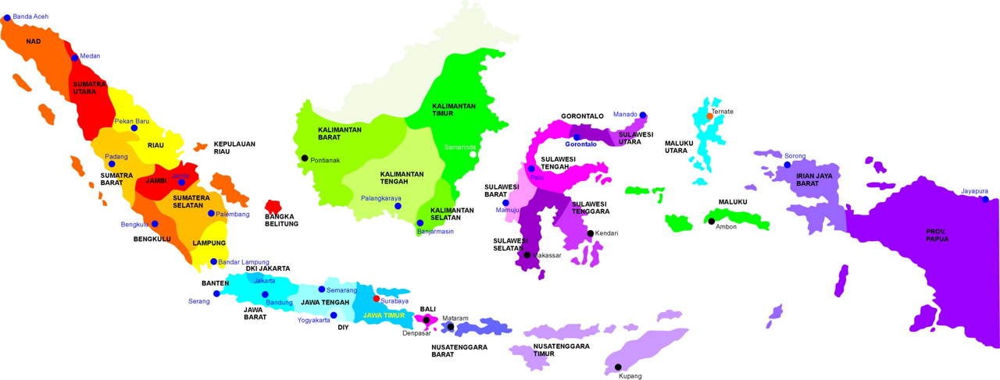 Banda Aceh
NAD
Medan
SUMATRA
UTARA
Pekan Baru
RIAU
KEPULAUAN
RIAU
Padang
SUMATRA
BARAT
JAMBI
Jambi
SUMATERA
SELATAN
Palembang
BANGKA
BELITUNG
Bengkulu
BENGKULU
LAMPUNG
Bandar Lampung
DKI JAKARTA
BANTEN
Jakarta
Serang
Bandung
JAWA
BARAT
Semarang
JAWA TENGAH
Yogyakarta
DIY
Surabaya
JAWA TIMUR
BALI
Denpasar
Mataram
NUSATENGGARA
BARAT
NUSATENGGARA
TIMUR
Kupang
KALIMANTAN
BARAT
Pontianak
KALIMANTAN
TIMUR
Samarinda
KALIMANTAN
TENGAH
Palangkaraya
KALIMANTAN
SELATAN
Banjarmasin
GORONTALO
Gorontalo
Manado
SULAWESI
UTARA
SULAWESI
TENGAH
Palu
SULAWESI
BARAT
Mamuju
SULAWESI
TENGGARA
Kendari
SULAWESI
SELATAN
Makassar
Ternate
MALUKU
UTARA
MALUKU
Ambon
Sorong
IRIAN JAYA
BARAT
Jayapura
PROV.
PAPUA